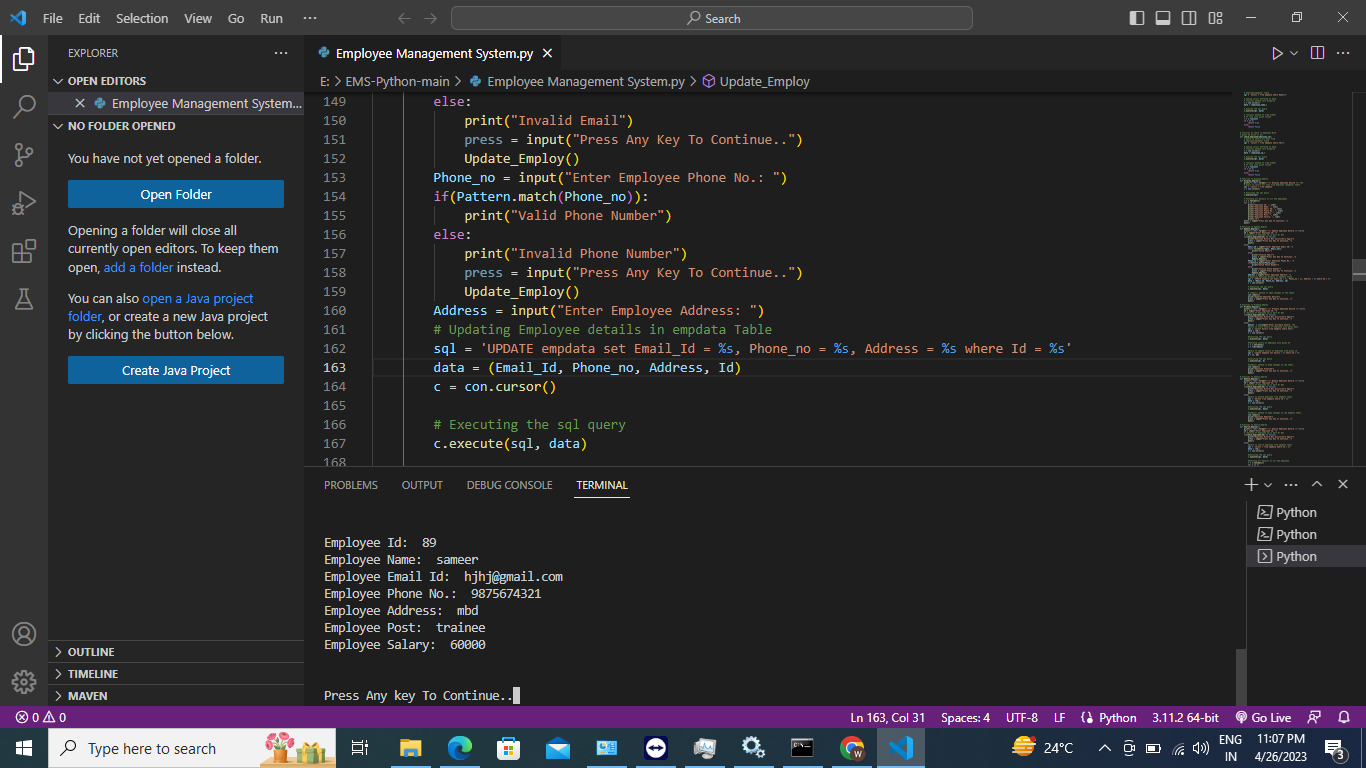 File Edit Selection View Go Run ···
Search
EXPLORER ···
OPEN EDITORS
Employee Management System...
NO FOLDER OPENED
You have not yet opened a folder.
Open Folder
Opening a folder will close all
currently open editors. To keep them
open, add a folder instead.
You can also open a Java project
folder, or create a new Java project
by clicking the button below.
Create Java Project
OUTLINE
TIMELINE
MAVEN
Employee Management System.py
E: > EMS-Python-main > Employee Management System.py > Update_Employ
149 else:
150 print("Invalid Email")
151 press = input("Press Any Key To Continue..")
152 Update_Employ()
153 Phone_no = input("Enter Employee Phone No.: ")
154 if(Pattern.match(Phone_no)):
155 print("Valid Phone Number")
156 else:
157 print("Invalid Phone Number")
158 press = input("Press Any Key To Continue..")
159 Update_Employ()
160 Address = input("Enter Employee Address: ")
161 # Updating Employee details in empdata Table
162 sql = 'UPDATE empdata set Email_Id = %s, Phone_no = %s, Address = %s where Id = %s'
163 data = (Email_Id, Phone_no, Address, Id)
164 c = con.cursor()
165
166 # Executing the sql query
167 c.execute(sql, data)
168
PROBLEMS OUTPUT DEBUG CONSOLE TERMINAL
Employee Id: 89
Employee Name: sameer
Employee Email Id: hjhj@gmail.com
Employee Phone No.: 9875674321
Employee Address: mbd
Employee Post: trainee
Employee Salary: 60000
Press Any key To Continue..
Python
Python
Python
0 0 Ln 163, Col 31 Spaces: 4 UTF-8 LF Python 3.11.2 64-bit Go Live
Type here to search
24°C
ENG
IN
11:07 PM
4/26/2023
3